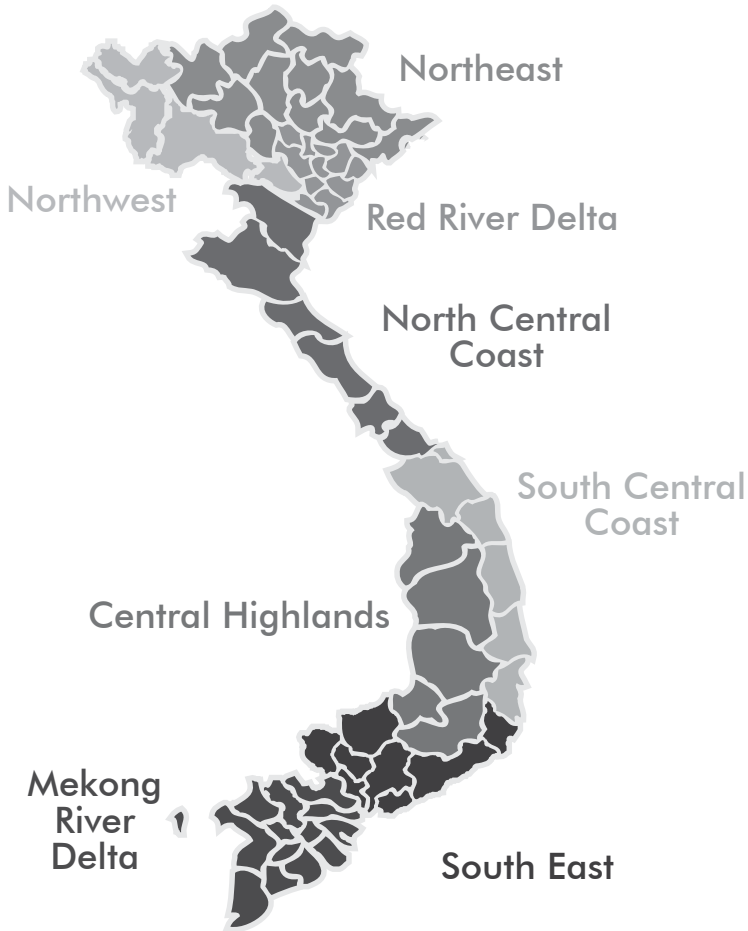 Northeast
Northwest
Red River Delta
North Central
Coast
South Central
Coast
Central Highlands
Mekong
River
Delta
South East